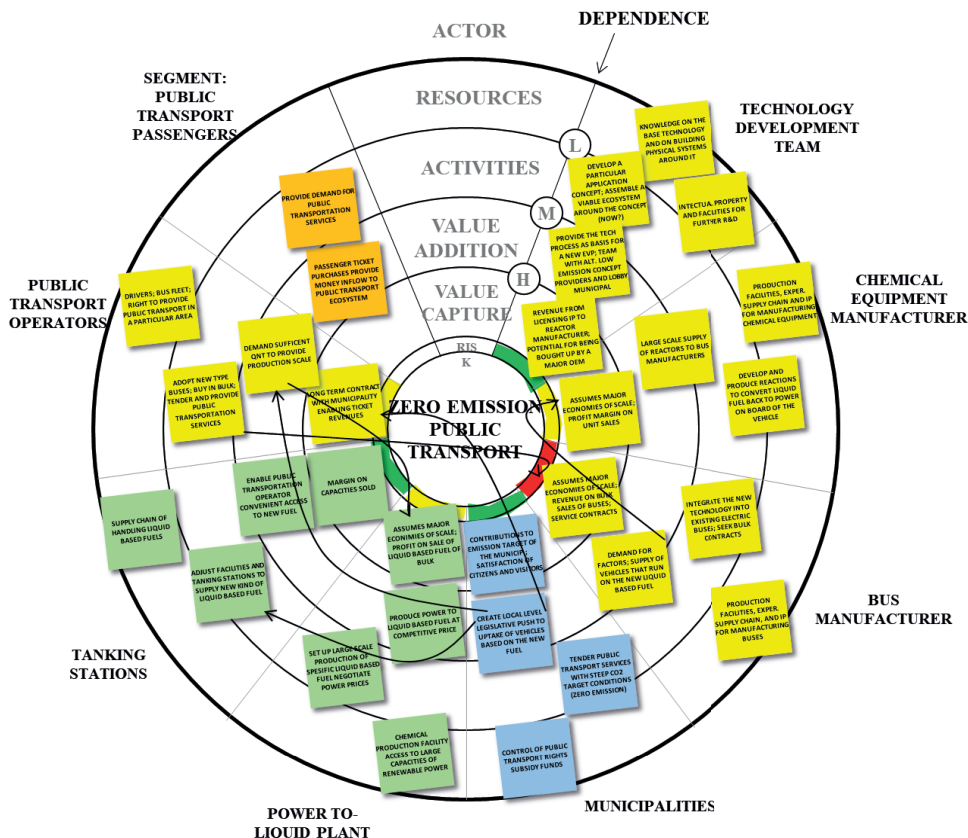 ACTOR
DEPENDENCE
RESOURCES
ACTIVITIES
VALUE
ADDITION
VALUE
CAPTURE
RIS
K
L
M
H
ZERO EMISSION
PUBLIC
TRANSPORT
SEGMENT:
PUBLIC
TRANSPORT
PASSENGERS
PROVIDE DEMAND FOR
PUBLIC
TRANSPORTATION
SERVICES
PASSENGER TICKET
PURCHASES PROVIDE
MONEY INFLOW TO
PUBLIC TRANSPORT
ECOSYSTEM
TECHNOLOGY
DEVELOPMENT
TEAM
KNOWLEDGE ON THE
BASE TECHNOLOGY
AND ON BUILDING
PHYSICAL SYSTEMS
AROUND IT
DEVELOP A
PARTICULAR
APPLICATION
CONCEPT; ASSEMBLE A
VIABLE ECOSYSTEM
AROUND THE CONCEPT
(NOW?)
INTECTUAL PROPERTY
AND FACIITIES FOR
FURTHER R&D
PROVIDE THE TECH
PROCESS AS BASIS FOR
A NEW EVP; TEAM
WITH ALT. LOW
EMISSION CONCEPT
PROVIDERS AND LOBBY
MUNICIPAL
REVENUE FROM
LICENSING IP TO
REACTOR
MANUFACTURER;
POTENTIAL FOR BEING
BOUGHT UP BY A
MAJOR OEM
CHEMICAL
EQUIPMENT
MANUFACTURER
PRODUCTION
FACILITIES, EXPER.
SUPPLY CHAIN AND IP
FOR MANUFACTURING
CHEMICAL EQUIPMENT
LARGE SCALE SUPPLY
OF REACTORS TO BUS
MANUFACTURERS
DEVELOP AND
PRODUCE REACTIONS
TO CONVERT LIQUID
FUEL BACK TO POWER
ON BOARD OF THE
VEHICLE
ASSUMES MAJOR
ECONOMIES OF SCALE;
PROFIT MARGIN ON
UNIT SALES
BUS
MANUFACTURER
INTEGRATE THE NEW
TECHNOLOGY INTO
EXISTING ELECTRIC
BUSES; SEEK BULK
CONTRACTS
ASSUMES MAJOR
ECONOMIES OF SCALE;
REVENUE ON BULK
SALES OF BUSES;
SERVICE CONTRACTS
DEMAND FOR
FACTORS; SUPPLY OF
VEHICLES THAT RUN
ON THE NEW LIQUID
BASED FUEL
PRODUCTION
FACILITIES, EXPER.
SUPPLY CHAIN, AND IP
FOR MANUFACTURING
BUSES
PUBLIC
TRANSPORT
OPERATORS
DRIVERS; BUS FLEET;
RIGHT TO PROVIDE
PUBLIC TRANSPORT IN
A PARTICULAR AREA
DEMAND SUFFICIENT
QNT TO PROVIDE
PRODUCTION SCALE
ADOPT NEW TYPE
BUSES; BUY IN BULK;
TENDER AND PROVIDE
PUBLIC
TRANSPORTATION
SERVICES
LONG TERM CONTRACT
WITH MUNICIPALITY
ENABLING TICKET
REVENUES
TANKING
STATIONS
SUPPLY CHAIN OF
HANDLING LIQUID
BASED FUELS
ENABLE PUBLIC
TRANSPORTATION
OPERATOR
CONVENIENT ACCESS
TO NEW FUEL
MARGIN ON
CAPACITIES SOLD
ADJUST FACILITIES AND
TANKING STATIONS TO
SUPPLY NEW KIND OF
LIQUID BASED FUEL
POWER TO-
LIQUID PLANT
ASSUMES MAJOR
ECONIMIES OF SCALE;
PROFIT ON SALE OF
LIQUID BASED FUEL OF
BULK
PRODUCE POWER TO
LIQUID BASED FUEL AT
COMPETITIVE PRICE
SET UP LARGE SCALE
PRODUCTION OF
SPESIFIC LIQUID BASED
FUEL NEGOTIATE
POWER PRICES
CHEMICAL
PRODUCTION FACILITY
ACCESS TO LARGE
CAPACITIES OF
RENEWABLE POWER
MUNICIPALITIES
CONTRIBUTIONS TO
EMISSION TARGET OF
THE MUNICIP.;
SATISFACTION OF
CITIZENS AND VISITORS
CREATE LOCAL LEVEL
LEGISLATIVE PUSH TO
UPTAKE OF VEHICLES
BASED ON THE NEW
FUEL
TENDER PUBLIC
TRANSPORT SERVICES
WITH STEEP CO2
TARGET CONDITIONS
(ZERO EMISSION)
CONTROL OF PUBLIC
TRANSPORT RIGHTS
SUBSIDY FUNDS